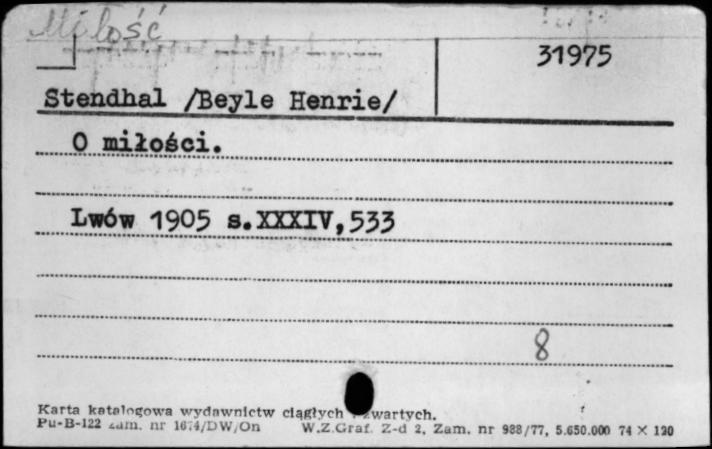 Miłość
31975
Stendhal /Beyle Henrie/
O miłości.
Lwów 1905 s.XXXIV,533
8
Karta katalogowa wydawnictw ciągłych i zwartych.
Pu-B-122 zam. nr 1674/DW/On W.Z.Graf. Z-d 2, Zam. nr 988/77, 5.650.000 74 X 120